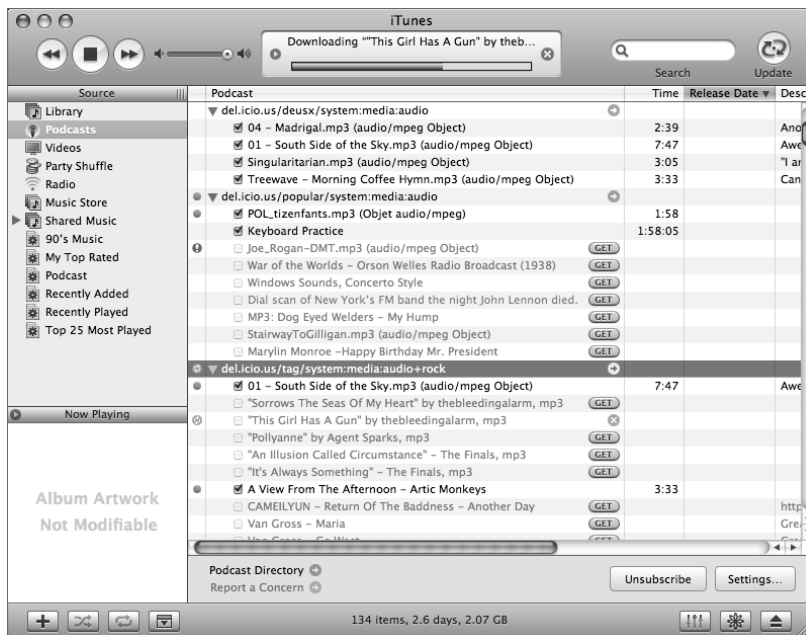 iTunes
Downloading ""This Girl Has A Gun" by theb...
Search
Update
Source
Library
Podcasts
Videos
Party Shuffle
Radio
Music Store
Shared Music
90's Music
My Top Rated
Podcast
Recently Added
Recently Played
Top 25 Most Played
Now Playing
Album Artwork
Not Modifiable
Podcast Time Release Date Desc
del.icio.us/deusx/system:media:audio
04 – Madrigal.mp3 (audio/mpeg Object) 2:39 Ano
01 – South Side of the Sky.mp3 (audio/mpeg Object) 7:47 Awe
Singularitarian.mp3 (audio/mpeg Object) 3:05 "I ar
Treewave – Morning Coffee Hymn.mp3 (audio/mpeg Object) 3:33 Can
del.icio.us/popular/system:media:audio
POL_tizenfants.mp3 (Objet audio/mpeg) 1:58
Keyboard Practice 1:58:05
Joe_Rogan-DMT.mp3 (audio/mpeg Object) GET
War of the Worlds – Orson Welles Radio Broadcast (1938) GET
Windows Sounds, Concerto Style GET
Dial scan of New York's FM band the night John Lennon died. GET
MP3: Dog Eyed Welders – My Hump GET
StairwayToGilligan.mp3 (audio/mpeg Object) GET
Marylin Monroe –Happy Birthday Mr. President GET
del.icio.us/tag/system:media:audio+rock
01 – South Side of the Sky.mp3 (audio/mpeg Object) 7:47 Awe
"Sorrows The Seas Of My Heart" by thebleedingalarm, mp3 GET
"This Girl Has A Gun" by thebleedingalarm, mp3
"Pollyanne" by Agent Sparks, mp3 GET
"An Illusion Called Circumstance" – The Finals, mp3 GET
"It's Always Something" – The Finals, mp3 GET
A View From The Afternoon – Artic Monkeys 3:33
CAMEILYUN – Return Of The Baddness – Another Day GET http
Van Gross – Maria GET Grea
Podcast Directory
Report a Concern
Unsubscribe
Settings...
134 items, 2.6 days, 2.07 GB